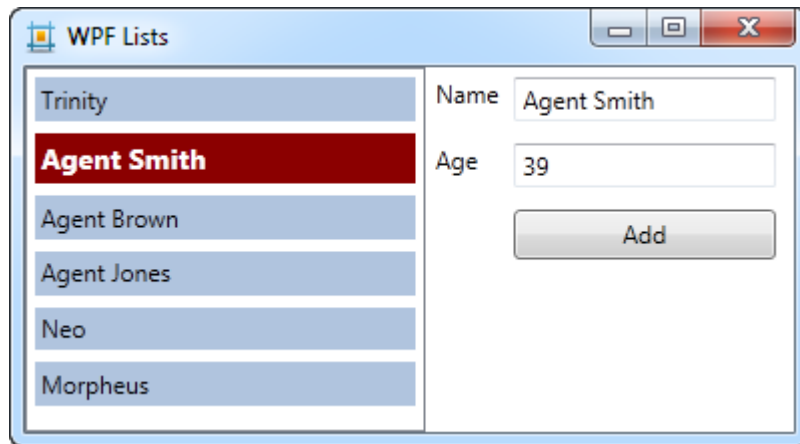 WPF Lists
Trinity
Agent Smith
Agent Brown
Agent Jones
Neo
Morpheus
Name Agent Smith
Age 39
Add